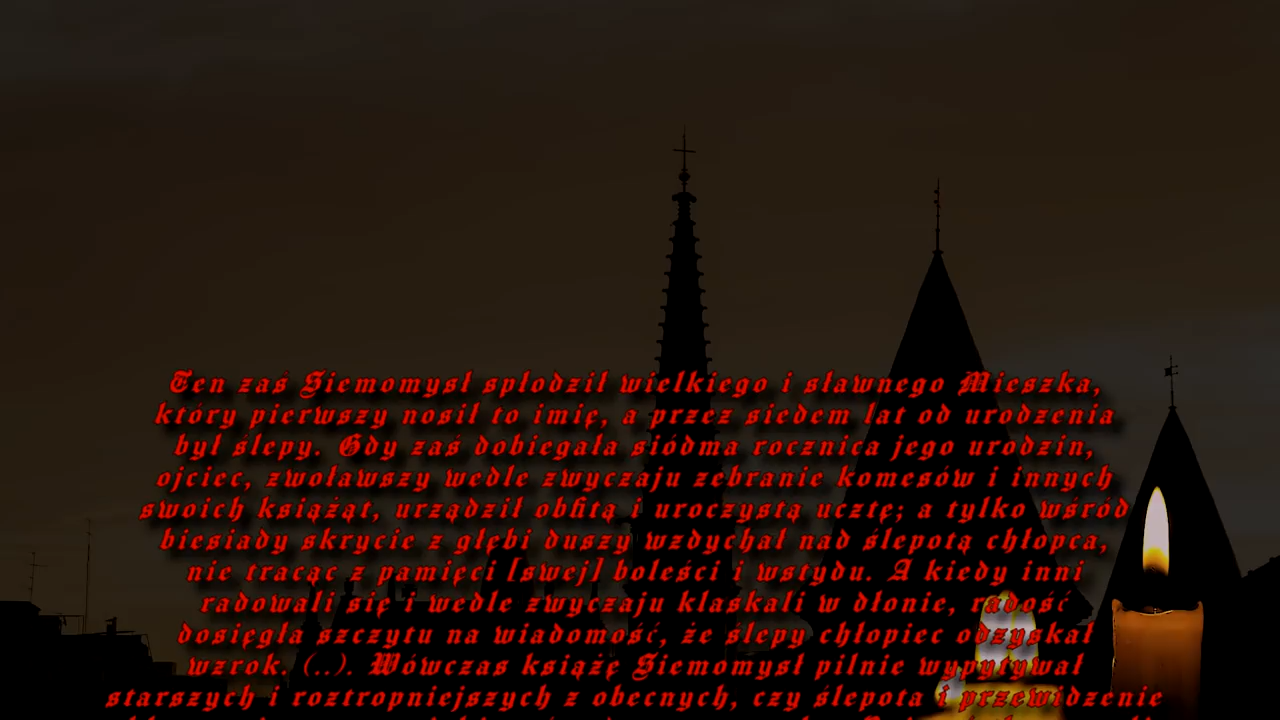 Ten zaś Siemomysł spłodził wielkiego i sławnego Mieszka,
który pierwszy nosił to imię, a przez siedem lat od urodzenia
był ślepy. Gdy zaś dobiegała siódma rocznica jego urodzin,
ojciec, zwoławszy wedle zwyczaju zebranie komesów i innych
swoich książąt, urządził obfitą i uroczystą ucztę; a tylko wśród
biesiady skrycie z głębi duszy wzdychał nad ślepotą chłopca,
nie tracąc z pamięci [swej] boleści i wstydu. A kiedy inni
radowali się i wedle zwyczaju klaskali w dłonie, radość
dosięgła szczytu na wiadomość, że ślepy chłopiec odzyskał
wzrok. (..). Wówczas książę Siemomysł pilnie wypytywał
starszych i roztropniejszych z obecnych, czy ślepota i przewidzenie